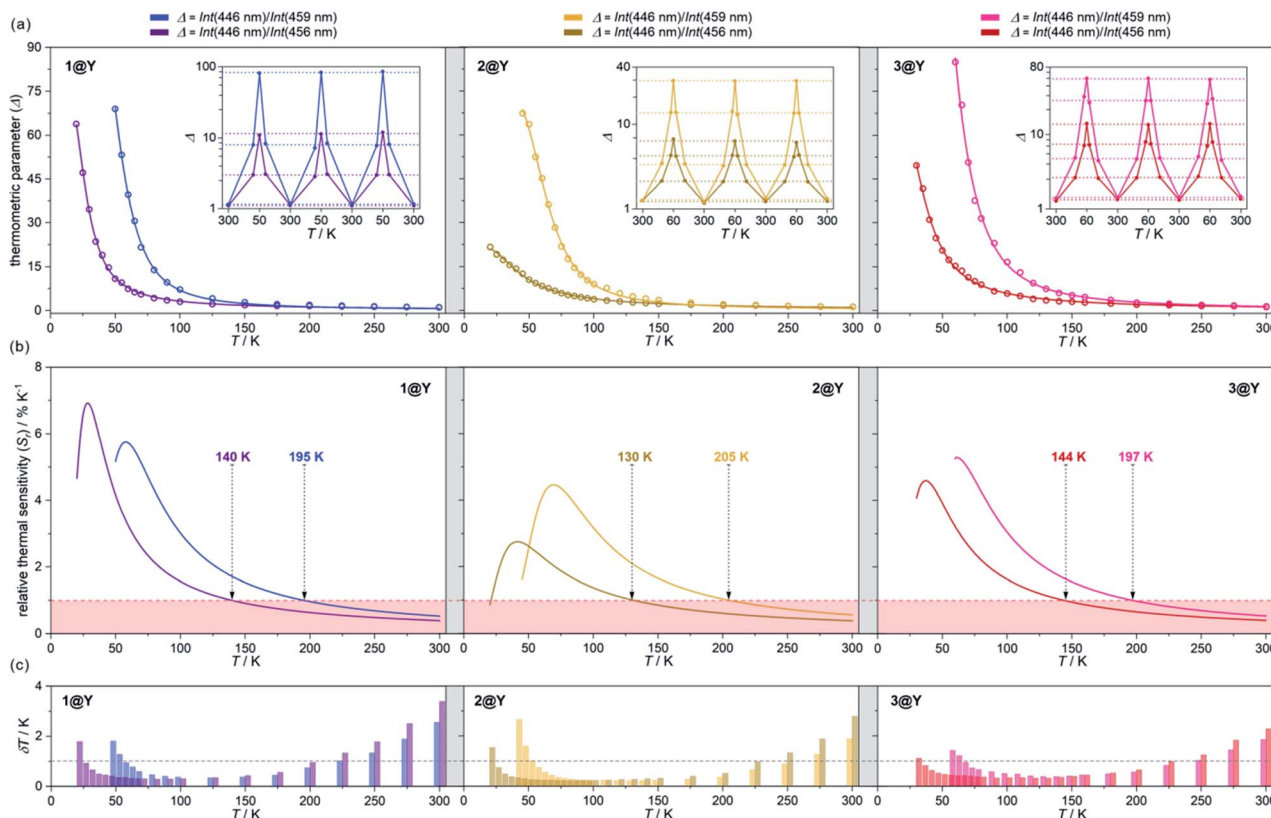 (a)
Δ = Int(446 nm)/Int(459 nm)
Δ = Int(446 nm)/Int(456 nm)
Δ = Int(446 nm)/Int(459 nm)
Δ = Int(446 nm)/Int(456 nm)
Δ = Int(446 nm)/Int(459 nm)
Δ = Int(446 nm)/Int(456 nm)
thermometric parameter (Δ)
90
75
60
45
30
15
0
1@Y
Δ
100
10
1
300 50 300 50 300 50 300
T / K
0 50 100 150 200 250 300
T / K
2@Y
Δ
40
10
1
300 60 300 60 300 60 300
T / K
0 50 100 150 200 250 300
T / K
3@Y
Δ
80
10
1
300 60 300 60 300 60 300
T / K
0 50 100 150 200 250 300
T / K
(b)
relative thermal sensitivity (Sr) / % K-1
8
6
4
2
0
1@Y
140 K 195 K
0 50 100 150 200 250 300
T / K
2@Y
130 K 205 K
0 50 100 150 200 250 300
T / K
3@Y
144 K 197 K
0 50 100 150 200 250 300
T / K
(c)
δT / K
4
2
0
1@Y
0 50 100 150 200 250 300
T / K
2@Y
0 50 100 150 200 250 300
T / K
3@Y
0 50 100 150 200 250 300
T / K